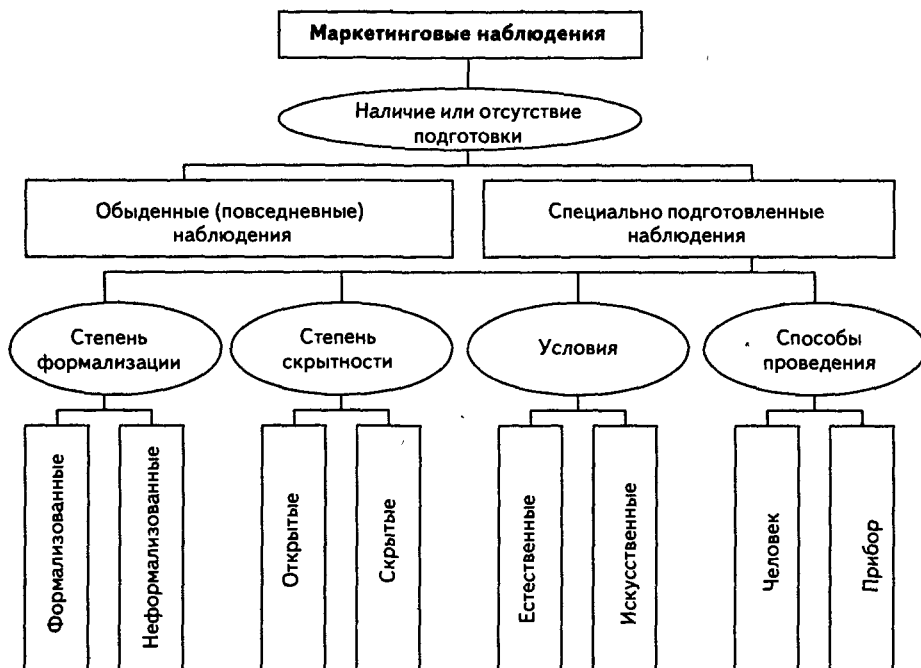 Маркетинговые наблюдения
Наличие или отсутствие
подготовки
Обыденные (повседневные)
наблюдения
Специально подготовленные
наблюдения
Степень
формализации
Степень
скрытности
Условия
Способы
проведения
Формализованные
Неформализованные
Открытые
Скрытые
Естественные
Искусственные
Человек
Прибор